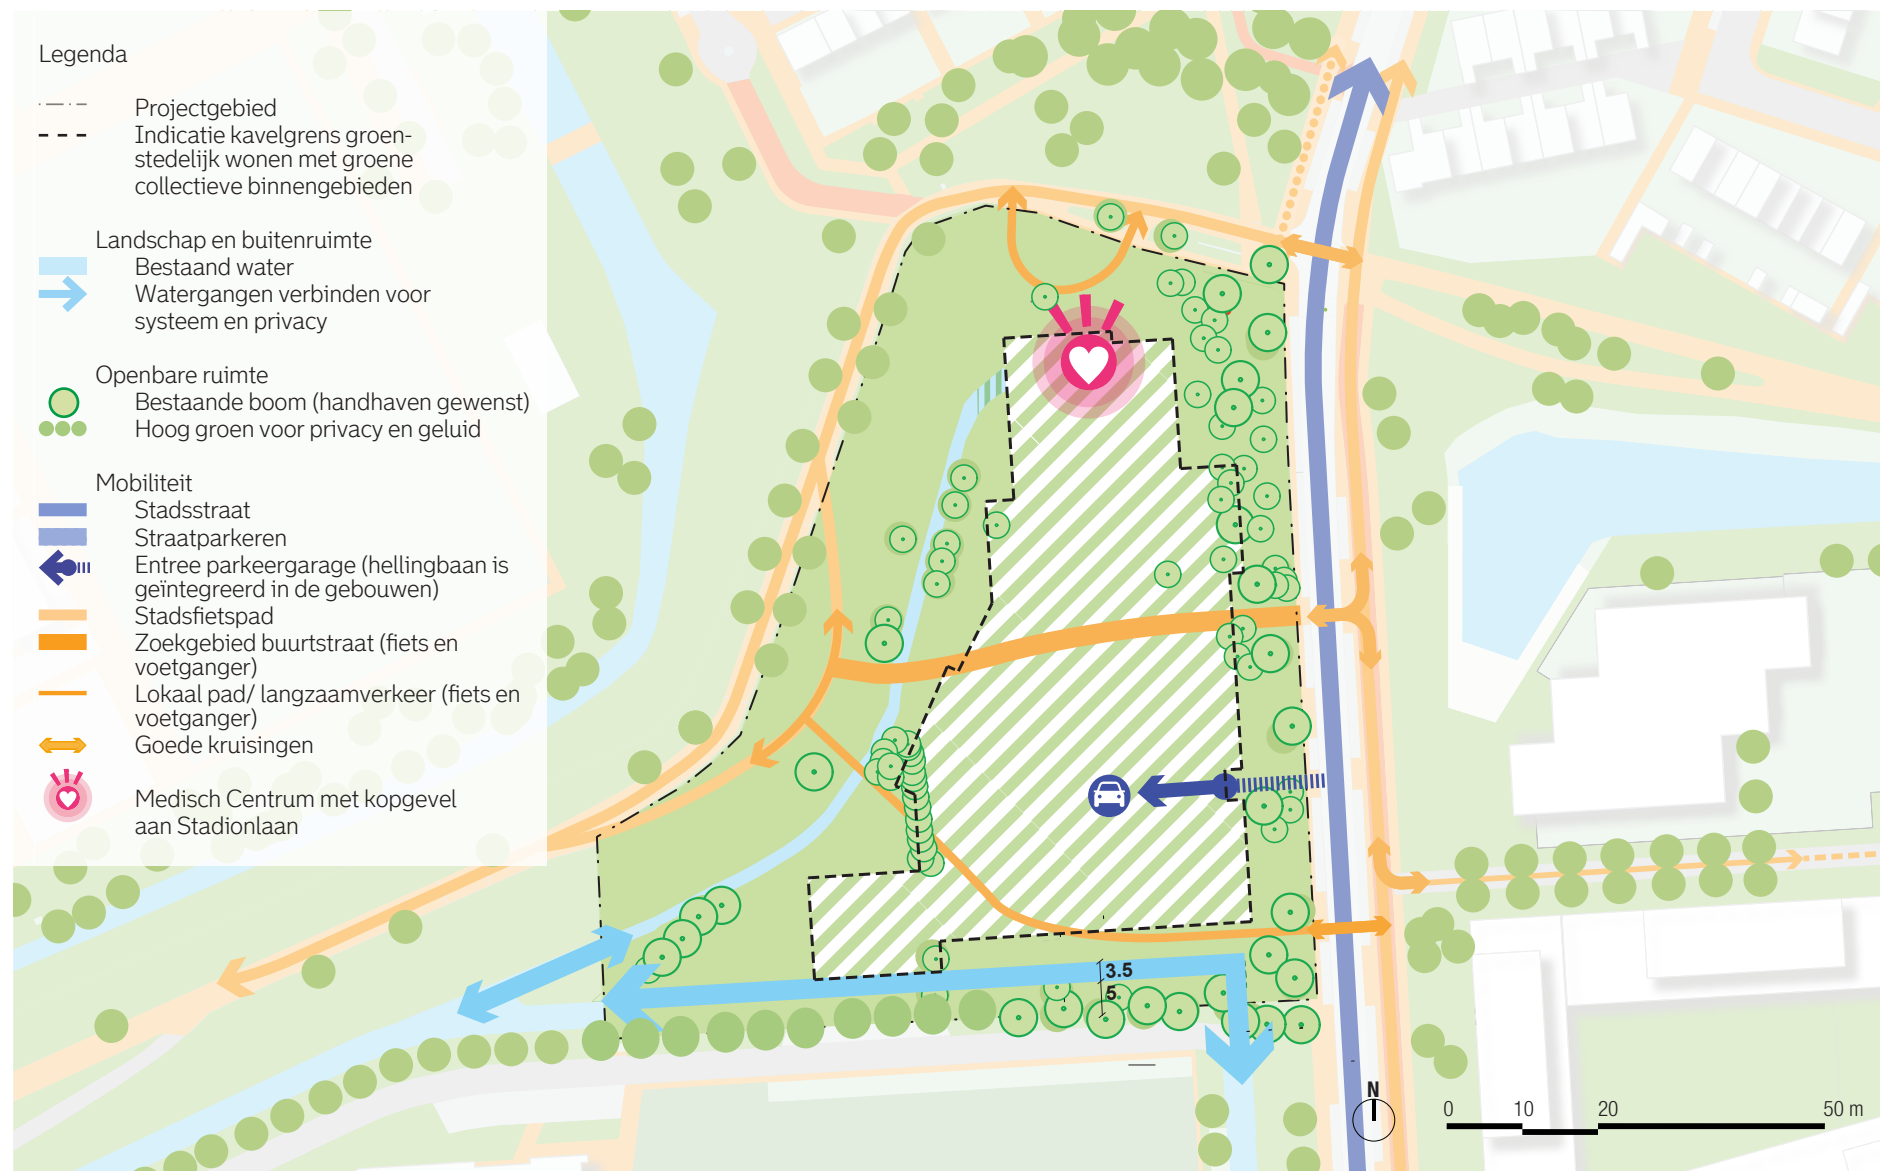 Legenda
Projectgebied
Indicatie kavelgrens groen-
stedelijk wonen met groene
collectieve binnengebieden
Landschap en buitenruimte
Bestaand water
Watergangen verbinden voor
systeem en privacy
Openbare ruimte
Bestaande boom (handhaven gewenst)
Hoog groen voor privacy en geluid
Mobiliteit
Stadsstraat
Straatparkeren
Entree parkeergarage (hellingbaan is
geïntegreerd in de gebouwen)
Stadsfietspad
Zoekgebied buurtstraat (fiets en
voetganger)
Lokaal pad/ langzaamverkeer (fiets en
voetganger)
Goede kruisingen
Medisch Centrum met kopgevel
aan Stadionlaan
3.5
5
N
0 10 20 50 m